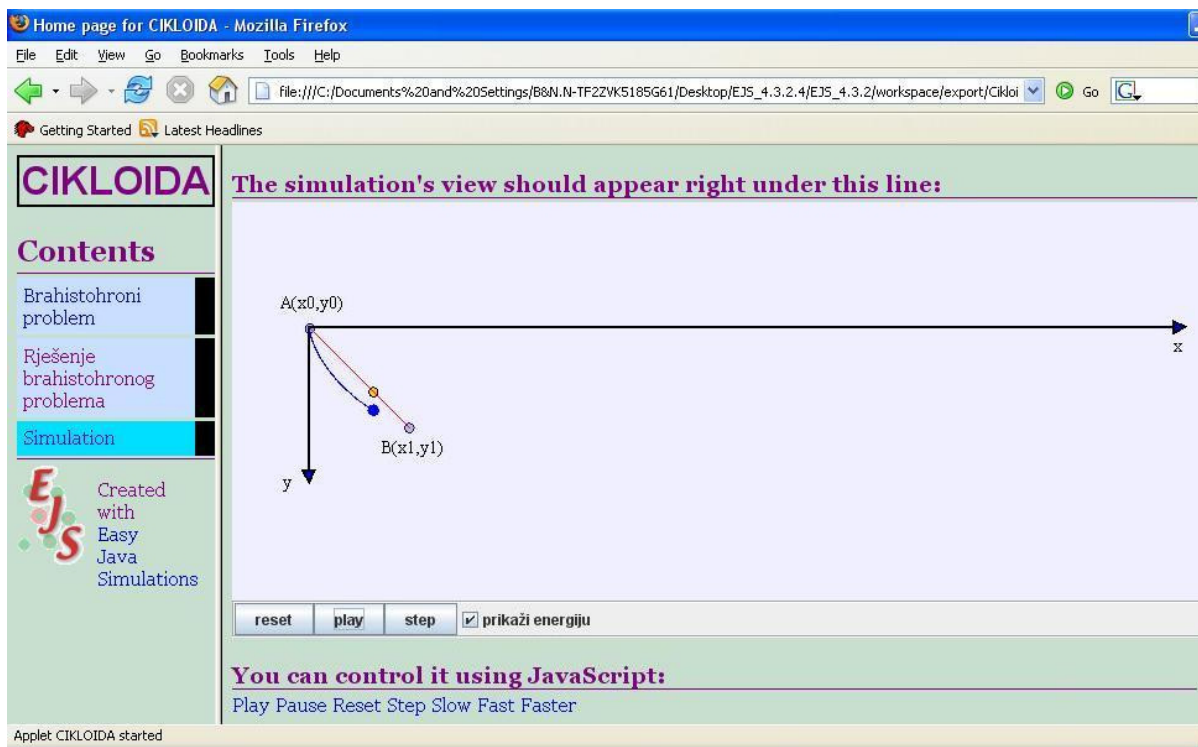 Home page for CIKLOIDA - Mozilla Firefox
File Edit View Go Bookmarks Tools Help
file:///C:/Documents%20and%20Settings/B&N.N-TF2ZVK5185G61/Desktop/EJS_4.3.2.4/EJS_4.3.2/workspace/export/Cikloi Go G
Getting Started Latest Headlines
CIKLOIDA
Contents
Brahistohroni
problem
Rješenje
brahistohronog
problema
Simulation
EJS
Created
with
Easy
Java
Simulations
The simulation's view should appear right under this line:
A(x0,y0)
x
B(x1,y1)
y
reset play step prikaži energiju
You can control it using JavaScript:
Play Pause Reset Step Slow Fast Faster
Applet CIKLOIDA started